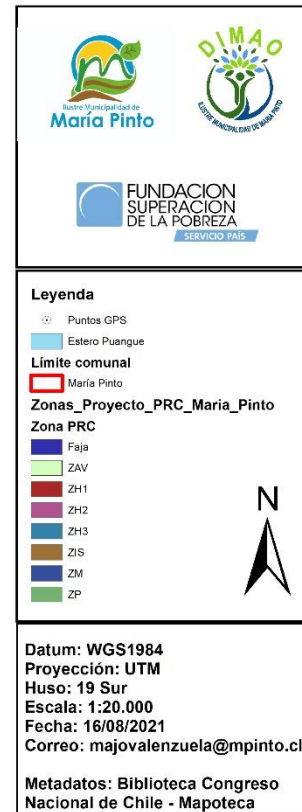 Ilustre Municipalidad de
María Pinto
DIMAO
ILUSTRE MUNICIPALIDAD DE MARIA PINTO
FUNDACION
SUPERACION
DE LA POBREZA
SERVICIO PAÍS
Leyenda
Puntos GPS
Estero Puangue
Límite comunal
María Pinto
Zonas_Proyecto_PRC_Maria_Pinto
Zona PRC
Faja
ZAV
ZH1
ZH2
ZH3
ZIS
ZM
ZP
N
Datum: WGS1984
Proyección: UTM
Huso: 19 Sur
Escala: 1:20.000
Fecha: 16/08/2021
Correo: majovalenzuela@mpinto.cl
Metadatos: Biblioteca Congreso
Nacional de Chile - Mapoteca